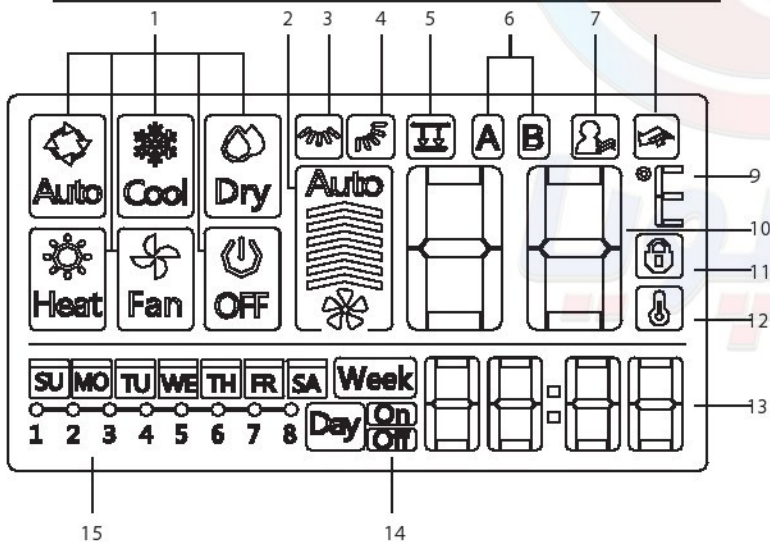 1 2 3 4 5 6 7
Auto Cool Dry Auto A B
9
10
11
Heat Fan OFF
12
SU MO TU WE TH FR SA Week 88:88
13
1 2 3 4 5 6 7 8 Day On
Off
15 14